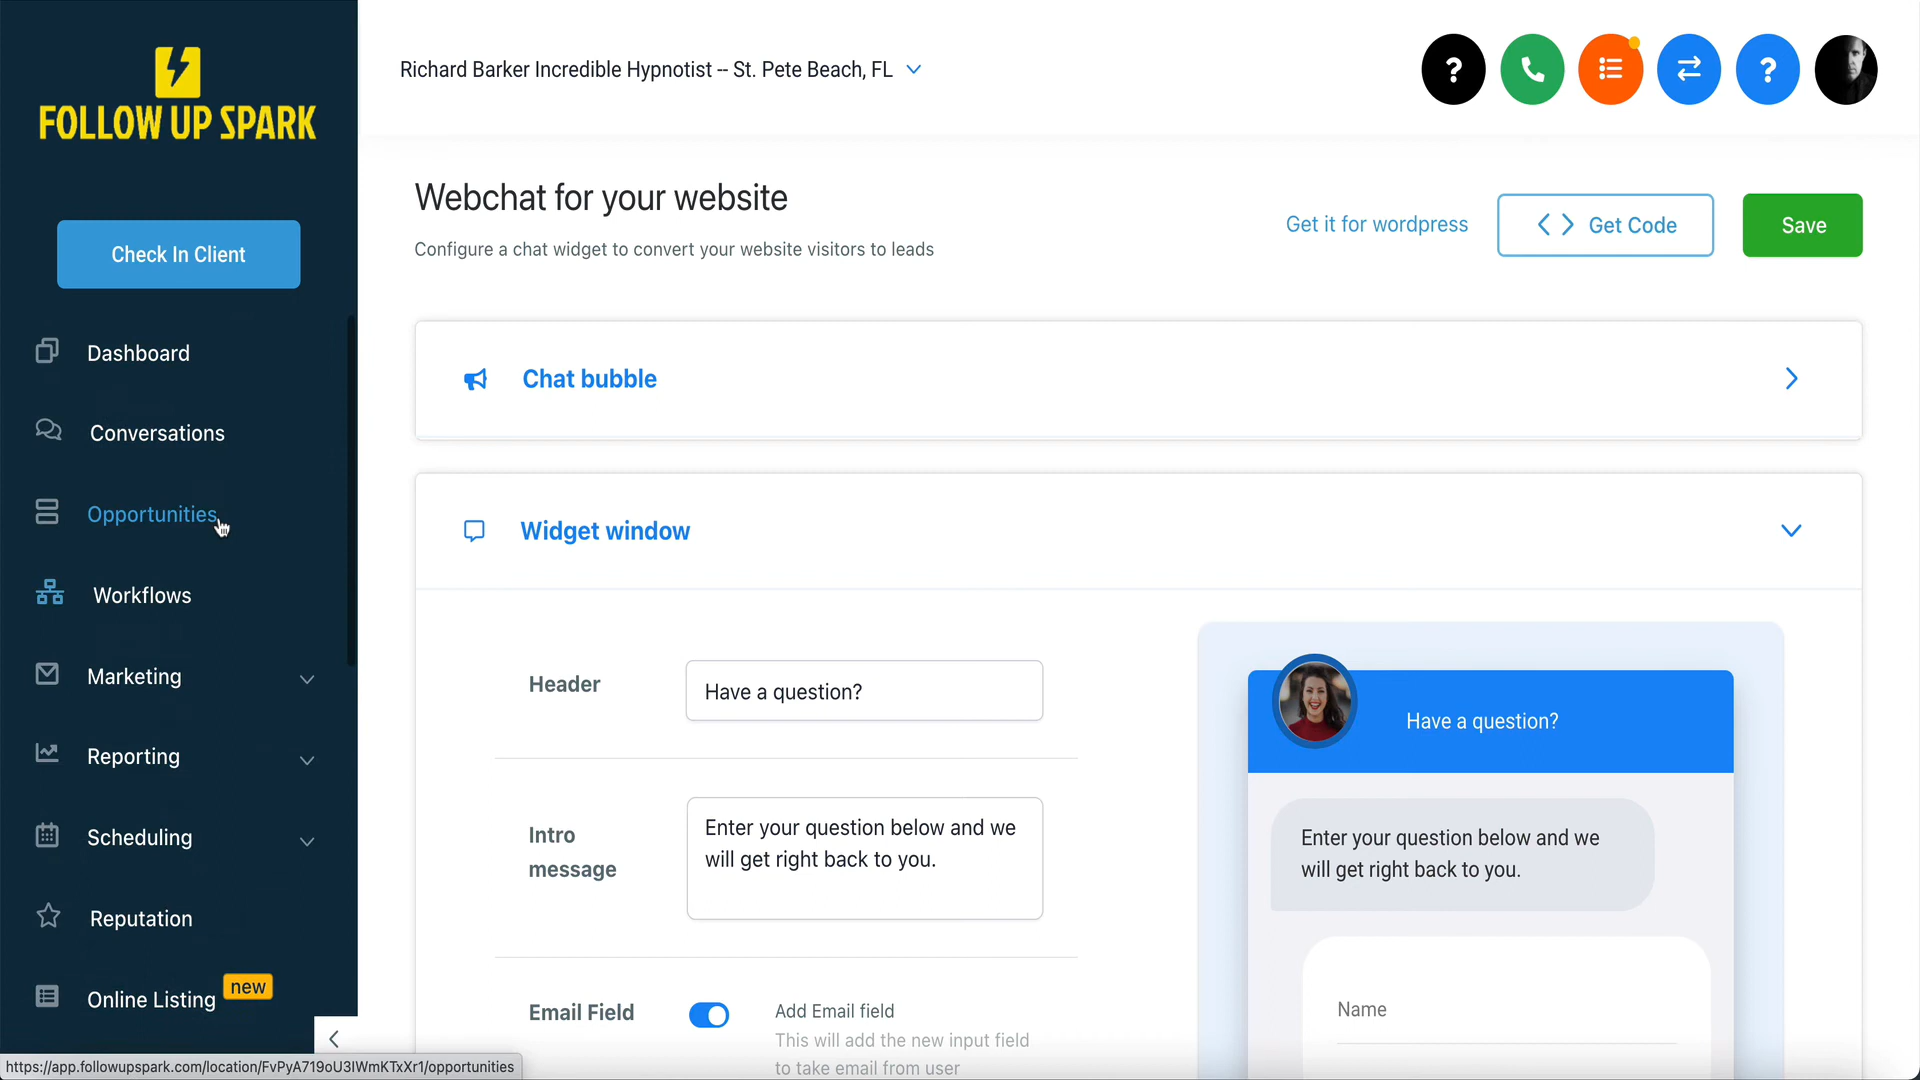 FOLLOW UP SPARK
Check In Client
Dashboard
Conversations
Opportunities
Workflows
Marketing
Reporting
Scheduling
Reputation
Online Listing new
https://app.followupspark.com/location/FvPyA719oU3IWmKTxXr1/opportunities
Richard Barker Incredible Hypnotist -- St. Pete Beach, FL
? ?
Webchat for your website
Configure a chat widget to convert your website visitors to leads
Get it for wordpress
Get Code
Save
Chat bubble
Widget window
Header
Have a question?
Intro
message
Enter your question below and we
will get right back to you.
Email Field
Add Email field
This will add the new input field
to take email from user
Have a question?
Enter your question below and we
will get right back to you.
Name